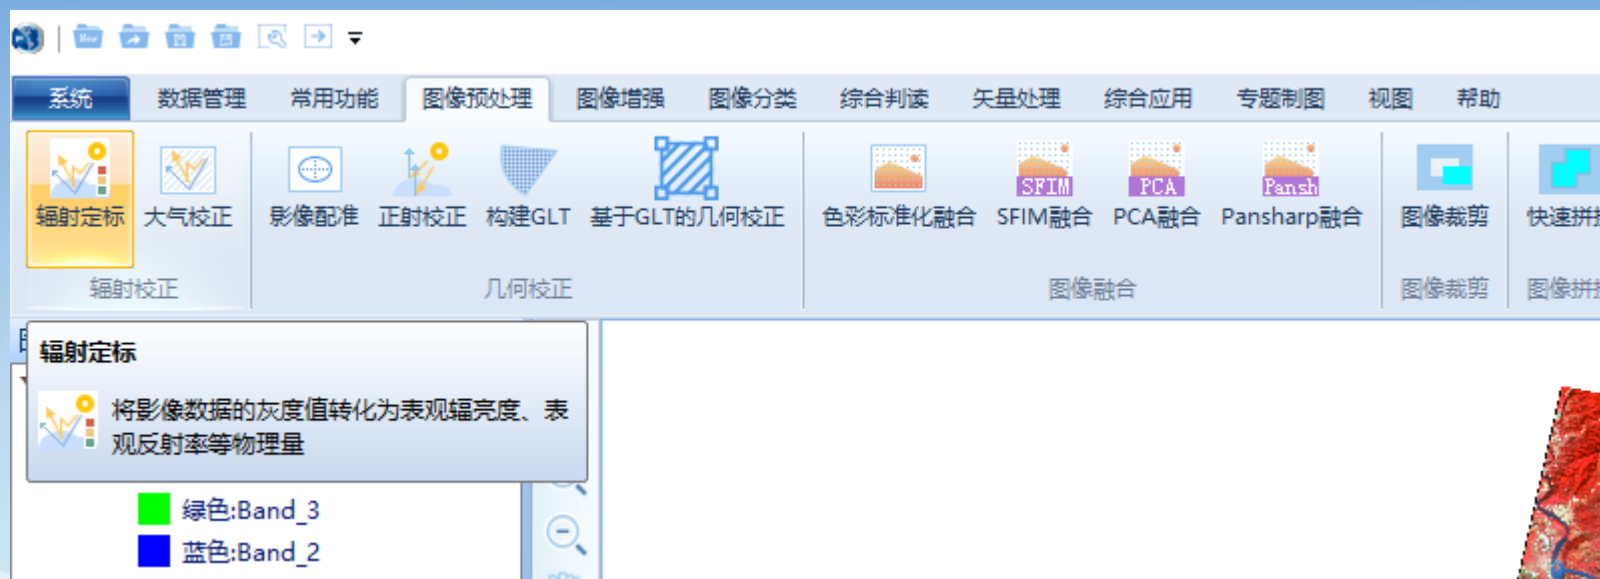 New
系统 数据管理 常用功能 图像预处理 图像增强 图像分类 综合判读 矢量处理 综合应用 专题制图 视图 帮助
SFIM PCA Pansh
辐射定标 大气校正 影像配准 正射校正 构建GLT 基于GLT的几何校正 色彩标准化融合 SFIM融合 PCA融合 Pansharp融合 图像裁剪 快速拼
辐射校正 几何校正 图像融合 图像裁剪 图像拼
辐射定标
将影像数据的灰度值转化为表观辐亮度、表
观反射率等物理量
绿色:Band_3
蓝色:Band_2